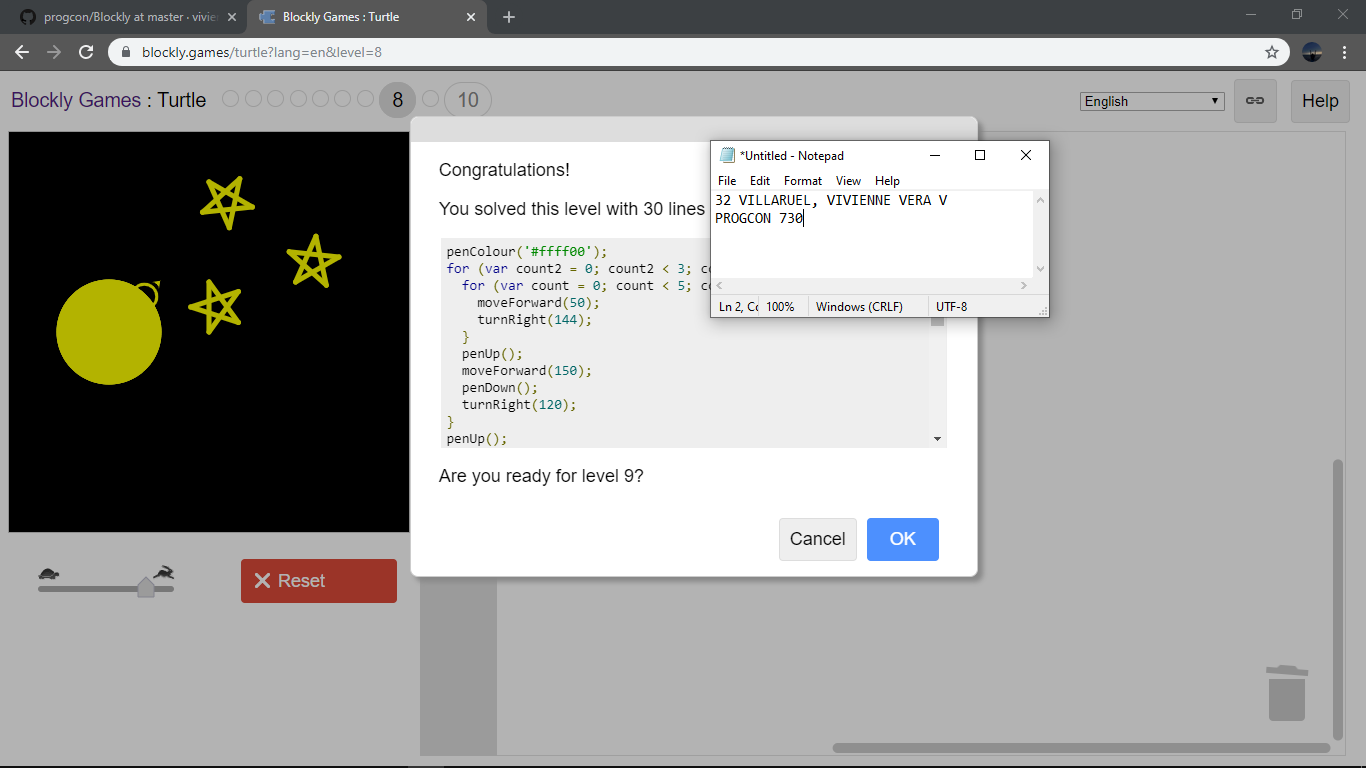 progcon/Blockly at master · vivie
Blockly Games : Turtle
blockly.games/turtle?lang=en&level=8
Blockly Games : Turtle
8
10
English
Help
Congratulations!
You solved this level with 30 lines
penColour('#ffff00');
for (var count2 = 0; count2 < 3; c
for (var count = 0; count < 5; c
moveForward(50);
turnRight(144);
}
penUp();
moveForward(150);
penDown();
turnRight(120);
}
penUp();
Are you ready for level 9?
Cancel
OK
*Untitled - Notepad
File Edit Format View Help
32 VILLARUEL, VIVIENNE VERA V
PROGCON 730
Ln 2, Co 100% Windows (CRLF) UTF-8
Reset